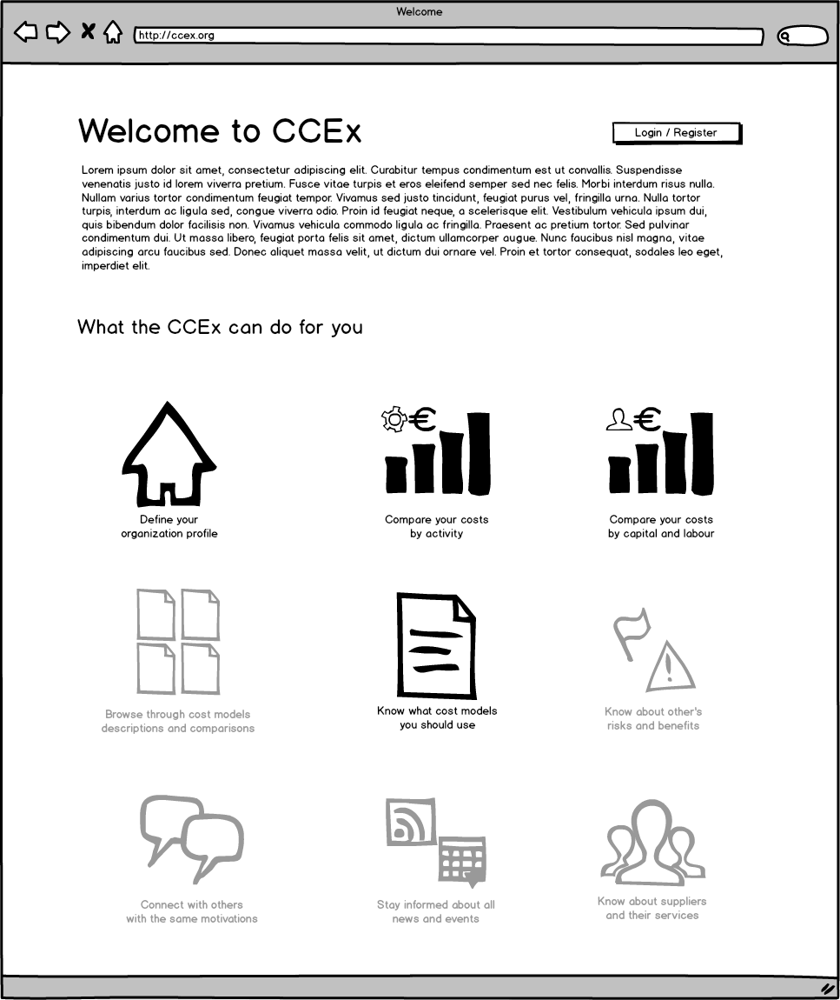 Welcome
http://ccex.org
Welcome to CCEx
Login / Register
Lorem ipsum dolor sit amet, consectetur adipiscing elit. Curabitur tempus condimentum est ut convallis. Suspendisse
venenatis justo id lorem viverra pretium. Fusce vitae turpis et eros eleifend semper sed nec felis. Morbi interdum risus nulla.
Nullam varius tortor condimentum feugiat tempor. Vivamus sed justo tincidunt, feugiat purus vel, fringilla urna. Nulla tortor
turpis, interdum ac ligula sed, congue viverra odio. Proin id feugiat neque, a scelerisque elit. Vestibulum vehicula ipsum dui,
quis bibendum dolor facilisis non. Vivamus vehicula commodo ligula ac fringilla. Praesent ac pretium tortor. Sed pulvinar
condimentum dui. Ut massa libero, feugiat porta felis sit amet, dictum ullamcorper augue. Nunc faucibus nisl magna, vitae
adipiscing arcu faucibus sed. Donec aliquet massa velit, ut dictum dui ornare vel. Proin et tortor consequat, sodales leo eget,
imperdiet elit.
What the CCEx can do for you
€
€
Define your
organization profile
Compare your costs
by activity
Compare your costs
by capital and labour
Browse through cost models
descriptions and comparisons
Know what cost models
you should use
Know about other's
risks and benefits
Connect with others
with the same motivations
Stay informed about all
news and events
Know about suppliers
and their services